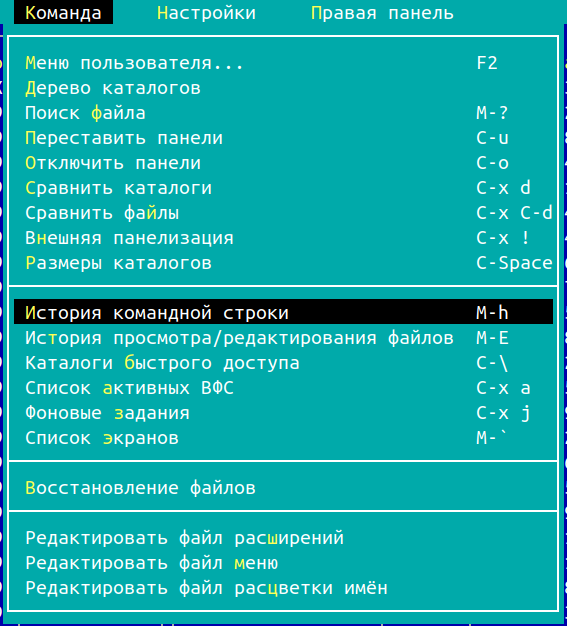 Команда Настройки Правая панель
Меню пользователя... F2
Дерево каталогов
Поиск файла M-?
Переставить панели C-u
Отключить панели C-o
Сравнить каталоги C-x d
Сравнить файлы C-x C-d
Внешняя панелизация C-x !
Размеры каталогов C-Space
История командной строки M-h
История просмотра/редактирования файлов M-E
Каталоги быстрого доступа C-\
Список активных ВФС C-x a
Фоновые задания C-x j
Список экранов M-`
Восстановление файлов
Редактировать файл расширений
Редактировать файл меню
Редактировать файл расцветки имён